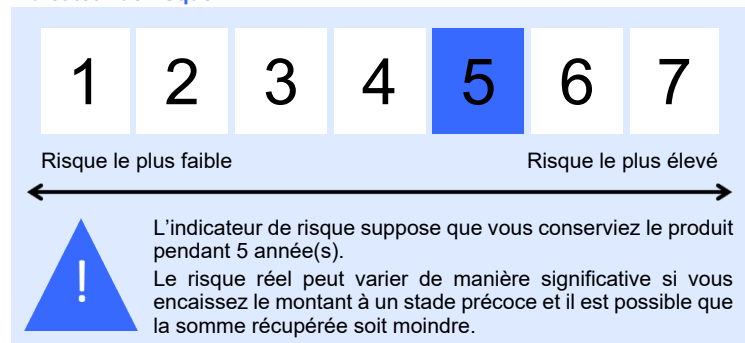 1 2 3 4 5 6 7
Risque le plus faible Risque le plus élevé
!
L'indicateur de risque suppose que vous conserviez le produit
pendant 5 année(s).
Le risque réel peut varier de manière significative si vous
encaissez le montant à un stade précoce et il est possible que
la somme récupérée soit moindre.